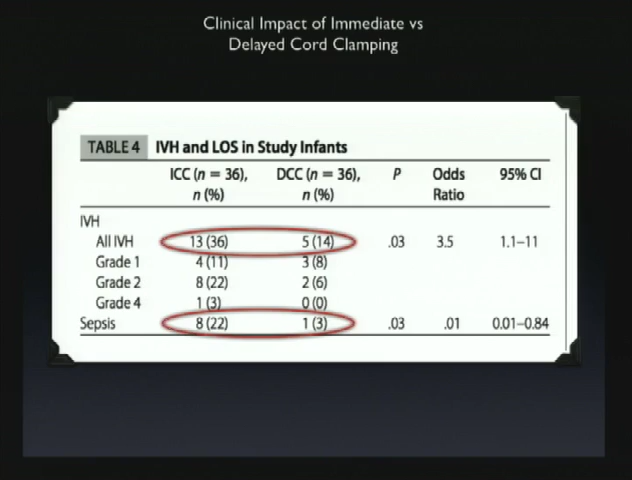 Clinical Impact of Immediate vs
Delayed Cord Clamping
TABLE 4 IVH and LOS in Study Infants
ICC (n = 36), DCC (n = 36), P Odds 95% CI
n (%) n (%) Ratio
IVH
All IVH 13 (36) 5 (14) .03 3.5 1.1–11
Grade 1 4 (11) 3 (8)
Grade 2 8 (22) 2 (6)
Grade 4 1 (3) 0 (0)
Sepsis 8 (22) 1 (3) .03 .01 0.01–0.84